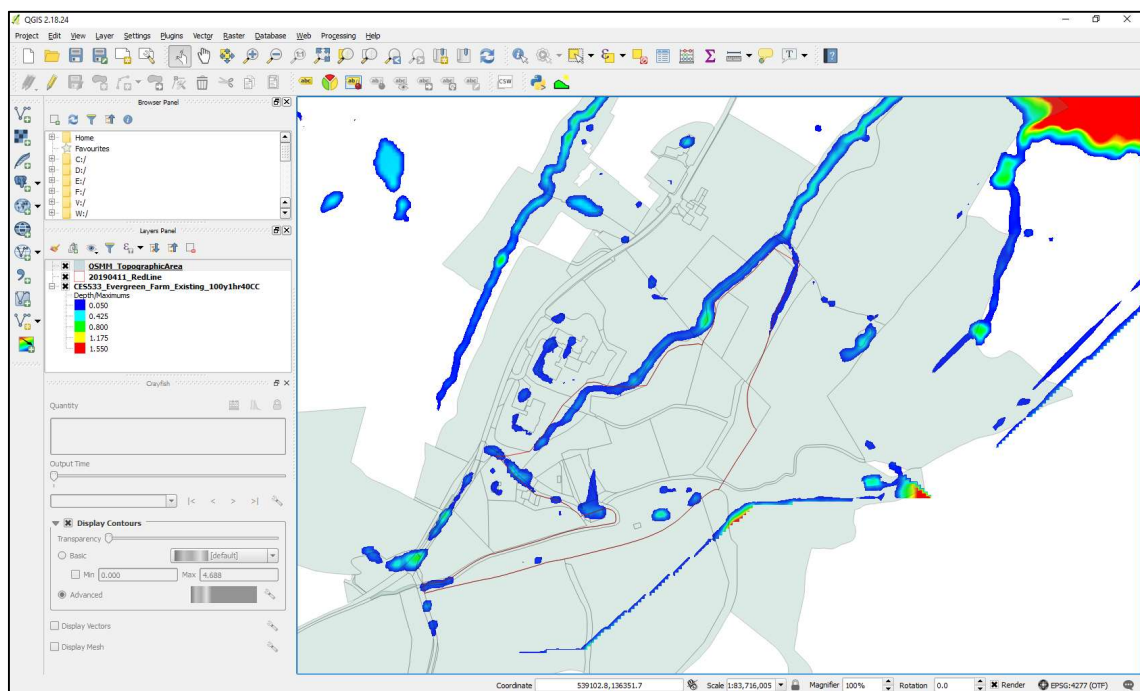 QGIS 2.18.24
Project Edit View Layer Settings Plugins Vector Raster Database Web Processing Help
Browser Panel
Home
Favourites
C:/
D:/
E:/
F:/
V:/
W:/
Layers Panel
OSMM_TopographicArea
20190411_RedLine
CES533_Evergreen_Farm_Existing_100y1hr40CC
Depth/Maximums
0.050
0.425
0.800
1.175
1.550
Crayfish
Quantity
Output Time
|< < > >|
Display Contours
Transparency
Basic [default]
Min 0.000 Max 4.688
Advanced
Display Vectors
Display Mesh
Coordinate 539102.8,136351.7 Scale 1:83,716,005 Magnifier 100% Rotation 0.0 Render EPSG:4277 (OTF)